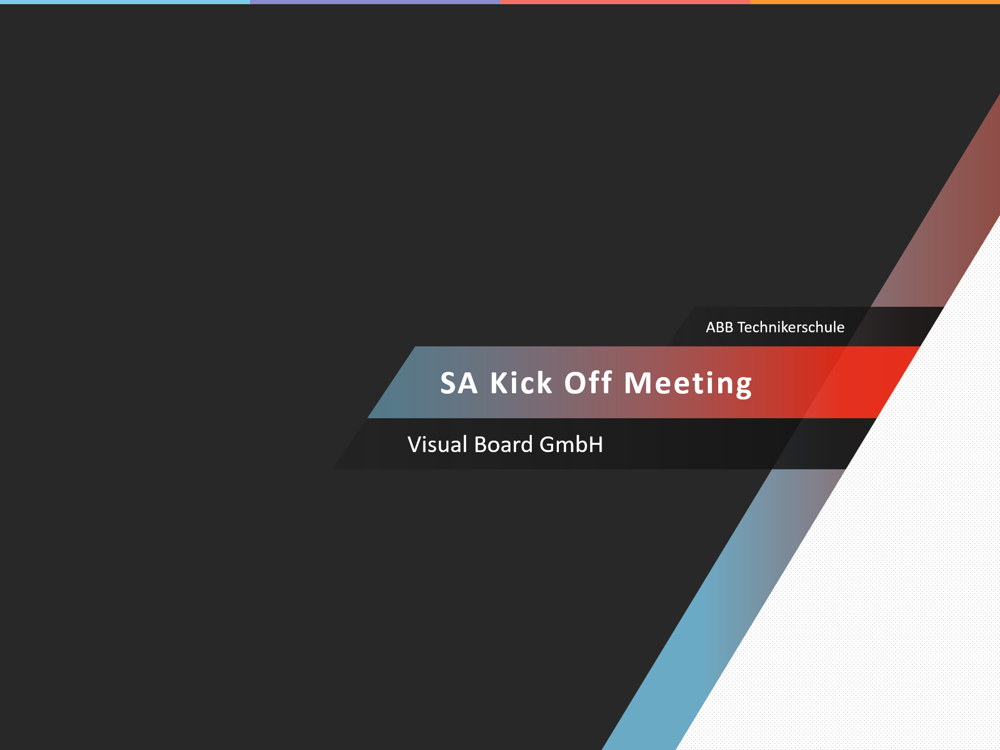 ABB Technikerschule
SA Kick Off Meeting
Visual Board GmbH